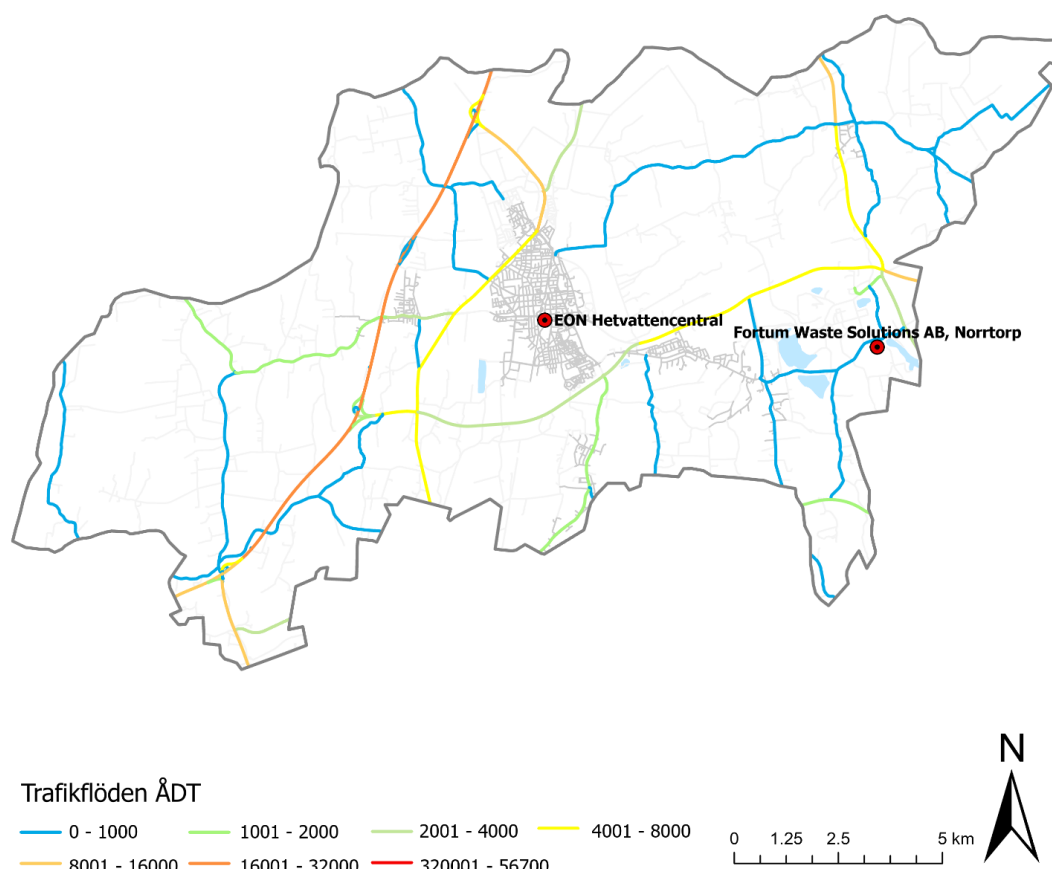 EON Hetvattencentral
Fortum Waste Solutions AB, Norrtorp
N
Trafikflöden ÅDT
0 - 1000 1001 - 2000 2001 - 4000 4001 - 8000
0 1.25 2.5 5 km
8001 - 16000 16001 - 32000 320001 - 56700